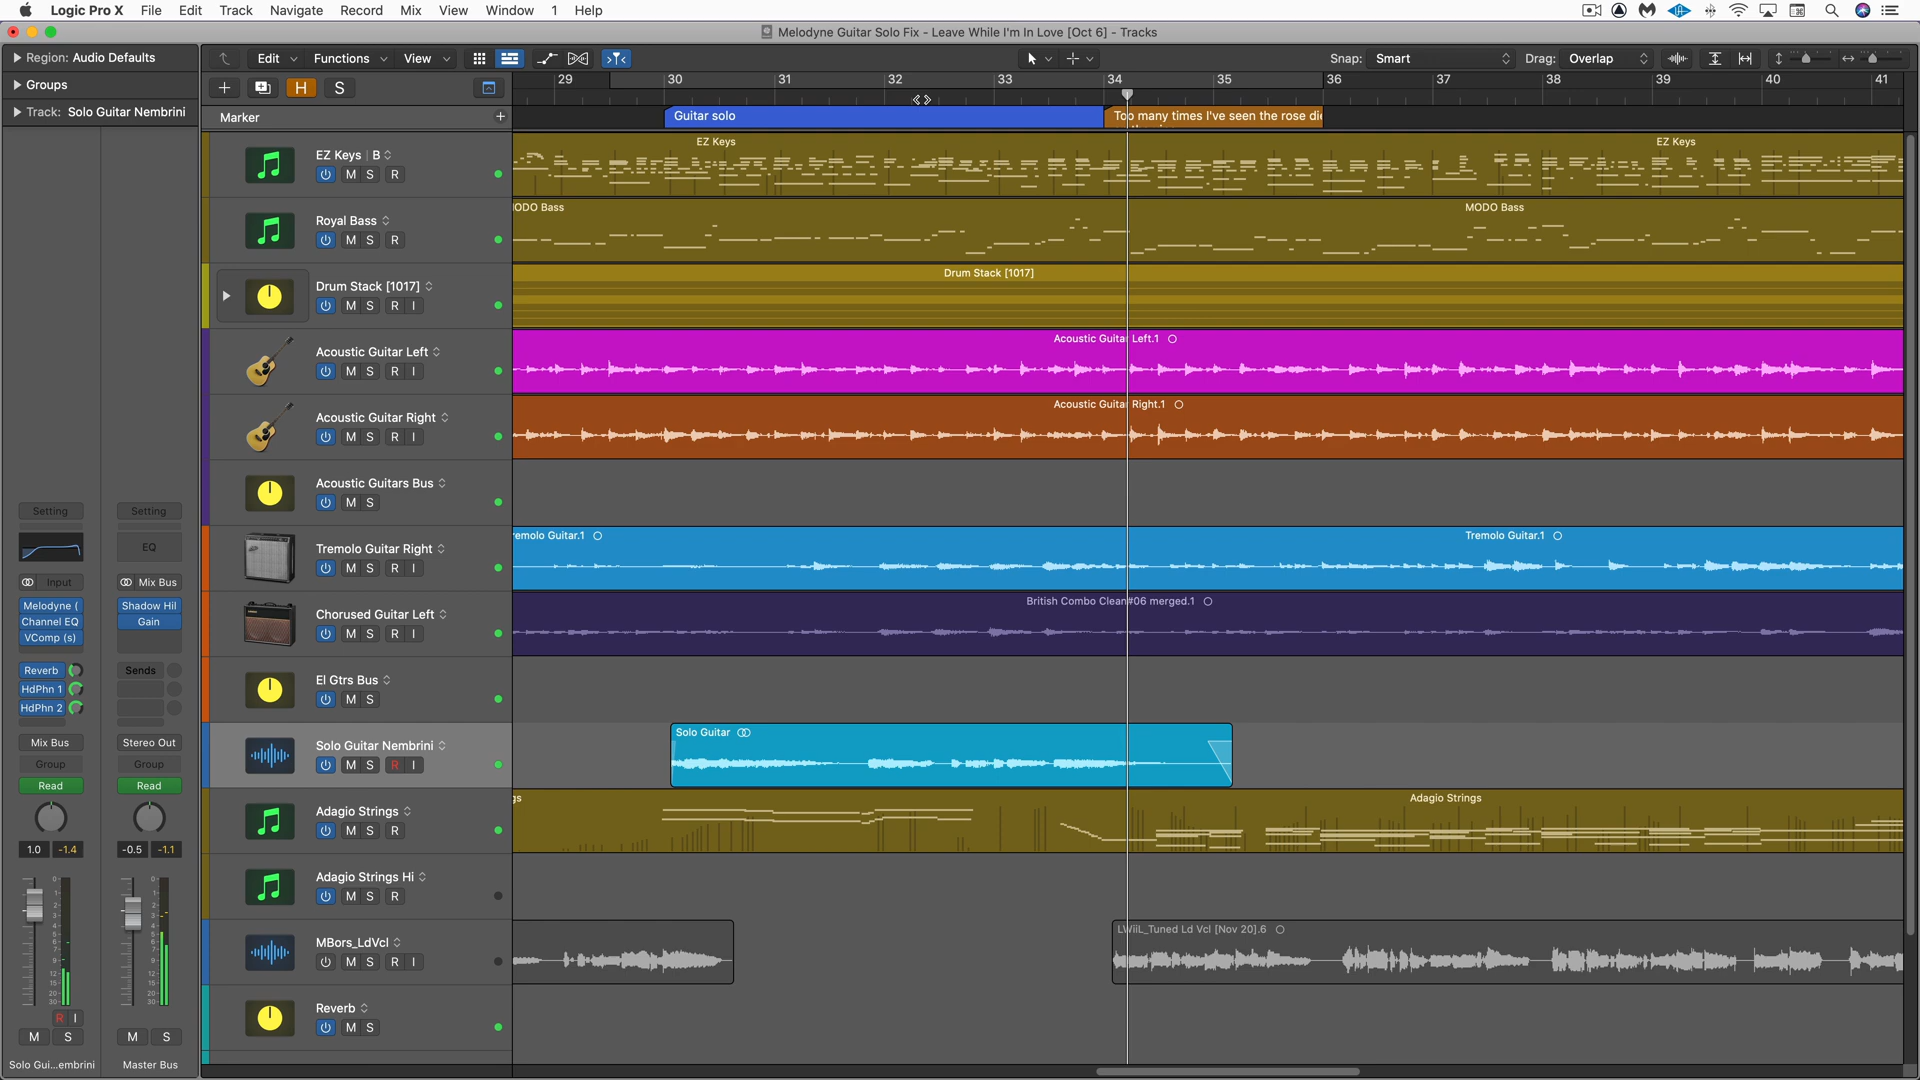 Logic Pro X File Edit Track Navigate Record Mix View Window 1 Help
Melodyne Guitar Solo Fix - Leave While I'm In Love [Oct 6] - Tracks
Region: Audio Defaults
Edit Functions View Snap: Smart Drag: Overlap
Groups
H S
29 30 31 32 33 34 35 36 37 38 39 40 41
Track: Solo Guitar Nembrini
Marker
Guitar solo
Too many times I've seen the rose die
EZ Keys B
M S R
EZ Keys
EZ Keys
Royal Bass
M S R
MODO Bass
Drum Stack [1017]
M S R I
Drum Stack [1017]
Acoustic Guitar Left
M S R I
Acoustic Guitar Left.1
Acoustic Guitar Right
M S R I
Acoustic Guitar Right.1
Acoustic Guitars Bus
M S
Tremolo Guitar Right
M S R I
remolo Guitar.1
Tremolo Guitar.1
Chorused Guitar Left
M S R I
British Combo Clean#06 merged.1
El Gtrs Bus
M S
Solo Guitar Nembrini
M S R I
Solo Guitar
Adagio Strings
M S R
gs
Adagio Strings
Adagio Strings Hi
M S R
MBors_LdVcl
M S R I
LWiiL_Tuned Ld Vcl [Nov 20].6
Reverb
M S
Setting
Input
Melodyne (
Channel EQ
VComp (s)
Reverb
HdPhn 1
HdPhn 2
Mix Bus
Group
Read
1.0 -1.4
R I
M S
Solo Gui...embrini
Setting
EQ
Mix Bus
Shadow Hil
Gain
Sends
Stereo Out
Group
Read
-0.5 -1.1
M S
Master Bus